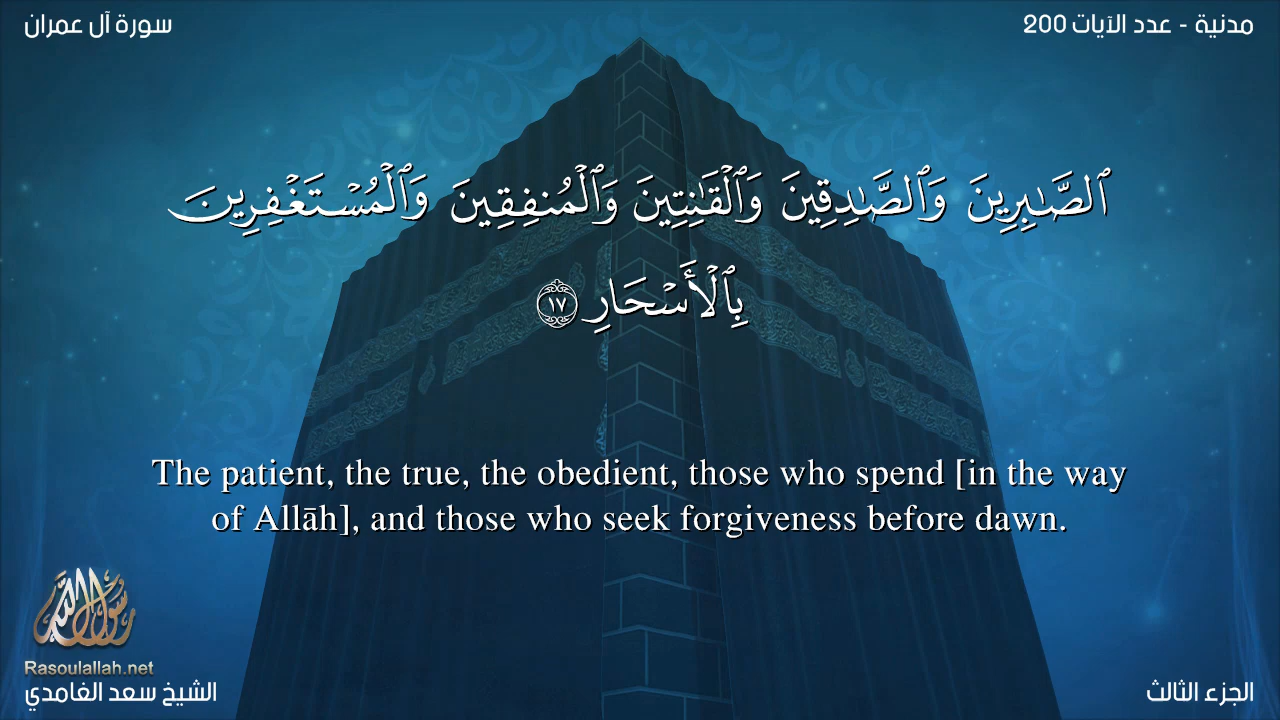 سورة آل عمران
مدنية - عدد الآيات 200
ٱلصَّـٰبِرِينَ وَٱلصَّـٰدِقِينَ وَٱلْقَـٰنِتِينَ وَٱلْمُنفِقِينَ وَٱلْمُسْتَغْفِرِينَ
بِٱلْأَسْحَارِ ١٧
The patient, the true, the obedient, those who spend [in the way
of Allāh], and those who seek forgiveness before dawn.
رسول الله
Rasoulallah.net
الشيخ سعد الغامدي
الجزء الثالث